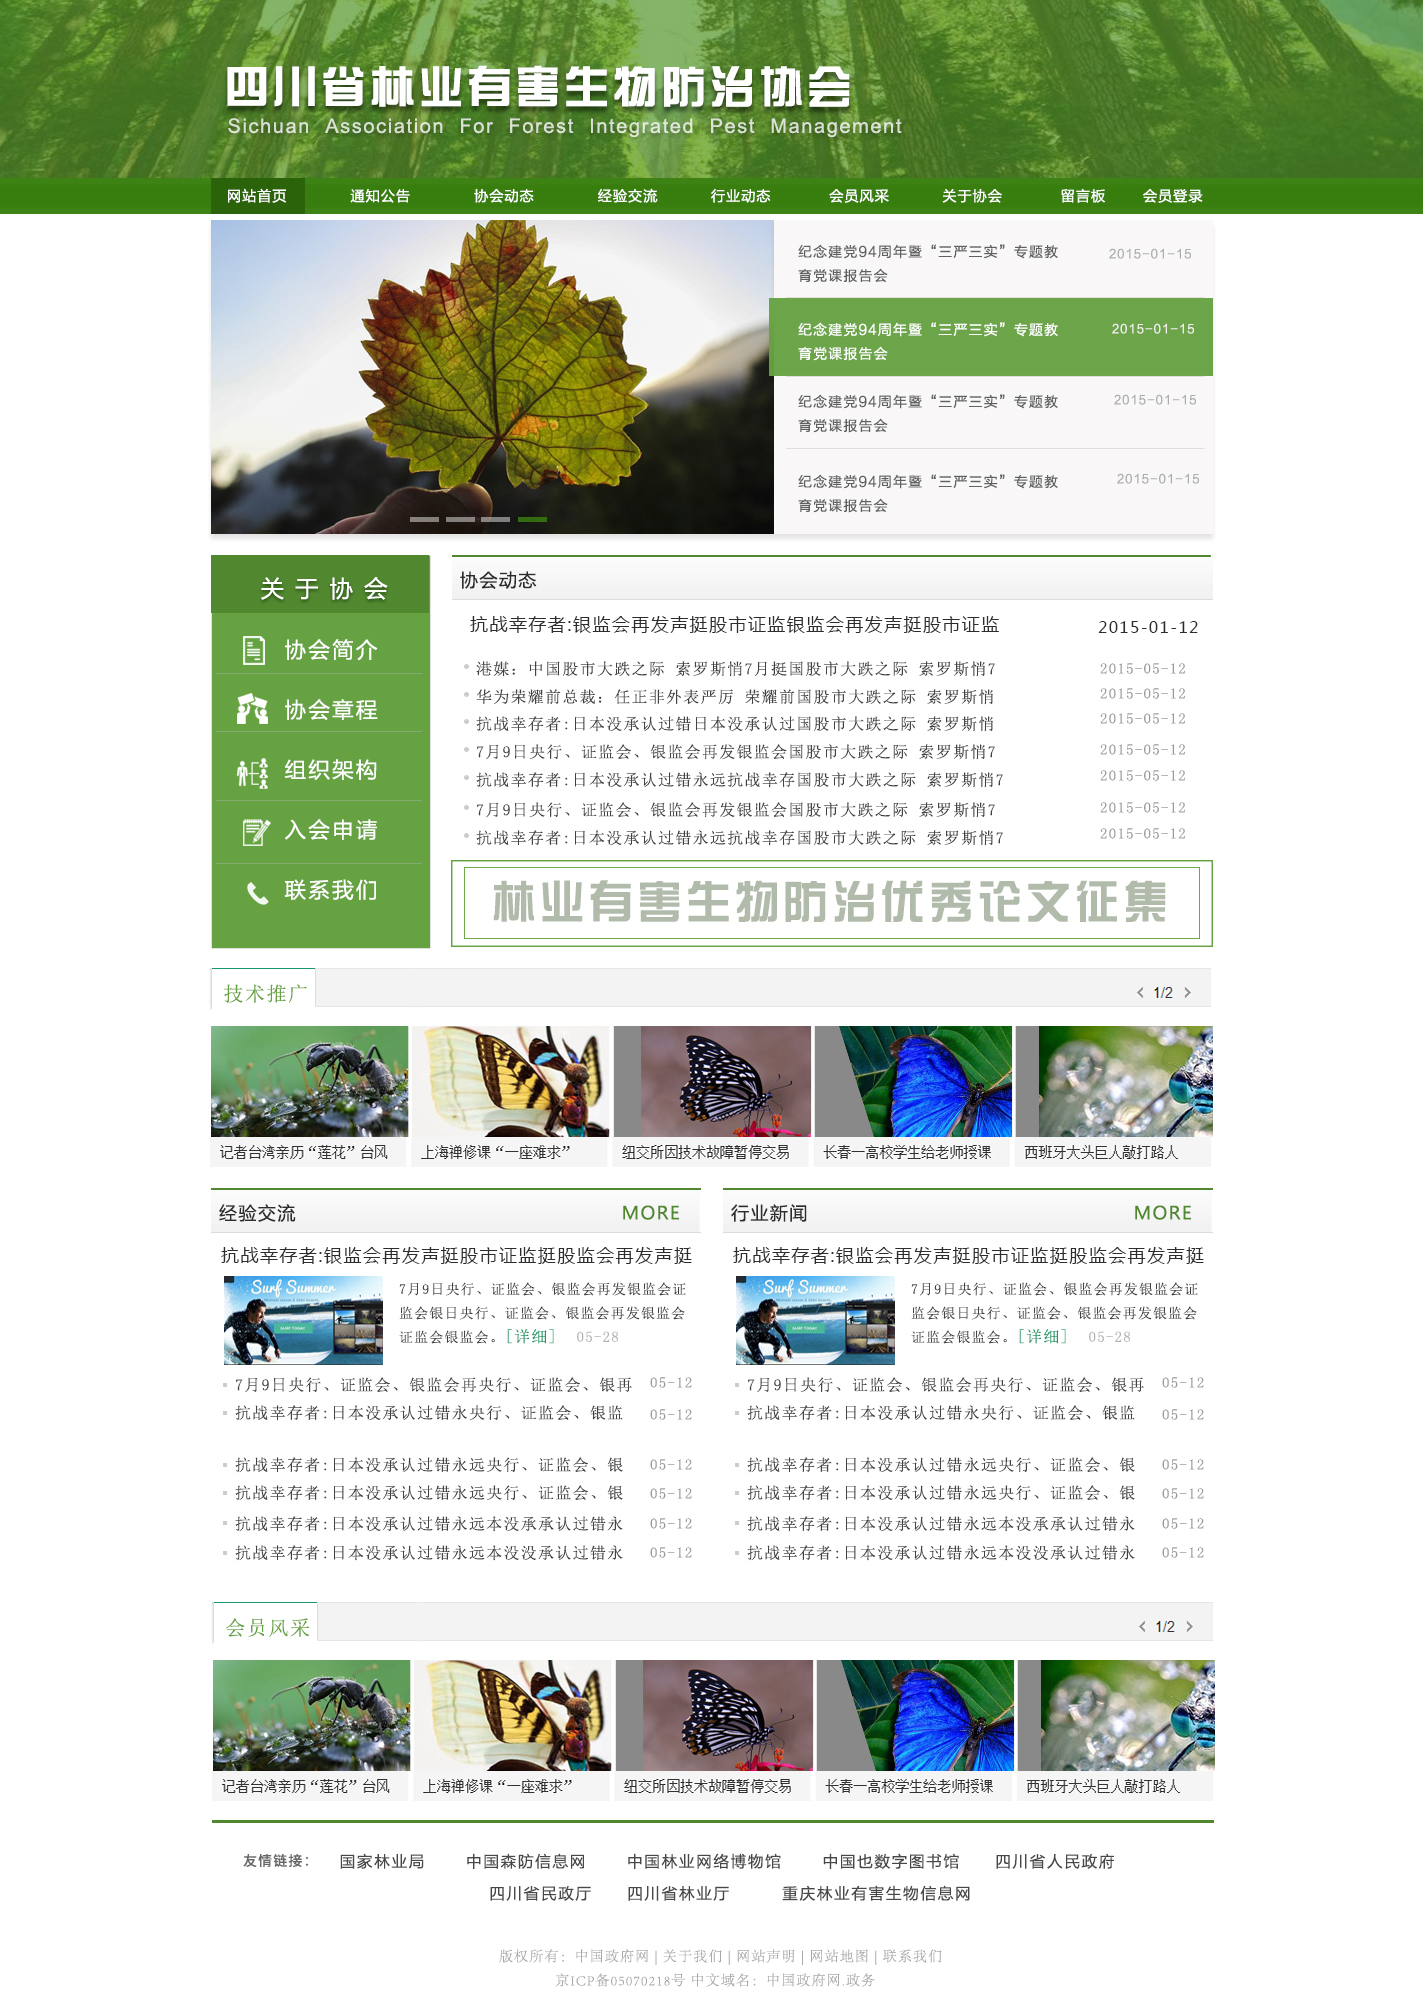 四川省林业有害生物防治协会
Sichuan Association For Forest Integrated Pest Management
网站首页 通知公告 协会动态 经验交流 行业动态 会员风采 关于协会 留言板 会员登录
纪念建党94周年暨“三严三实”专题教 2015-01-15
育党课报告会
纪念建党94周年暨“三严三实”专题教 2015-01-15
育党课报告会
纪念建党94周年暨“三严三实”专题教 2015-01-15
育党课报告会
纪念建党94周年暨“三严三实”专题教 2015-01-15
育党课报告会
关于协会
协会简介
协会章程
组织架构
入会申请
联系我们
协会动态
抗战幸存者:银监会再发声挺股市证监银监会再发声挺股市证监 2015-01-12
港媒：中国股市大跌之际 索罗斯悄7月挺国股市大跌之际 索罗斯悄7 2015-05-12
华为荣耀前总裁：任正非外表严厉 荣耀前国股市大跌之际 索罗斯悄 2015-05-12
抗战幸存者:日本没承认过错日本没承认过国股市大跌之际 索罗斯悄 2015-05-12
7月9日央行、证监会、银监会再发银监会国股市大跌之际 索罗斯悄7 2015-05-12
抗战幸存者:日本没承认过错永远抗战幸存国股市大跌之际 索罗斯悄7 2015-05-12
7月9日央行、证监会、银监会再发银监会国股市大跌之际 索罗斯悄7 2015-05-12
抗战幸存者:日本没承认过错永远抗战幸存国股市大跌之际 索罗斯悄7 2015-05-12
林业有害生物防治优秀论文征集
技术推广 1/2
记者台湾亲历“莲花”台风 上海禅修课“一座难求” 纽交所因技术故障暂停交易 长春一高校学生给老师授课 西班牙大头巨人敲打路人
经验交流 MORE
抗战幸存者:银监会再发声挺股市证监挺股监会再发声挺
Surf Summer
7月9日央行、证监会、银监会再发银监会证
监会银日央行、证监会、银监会再发银监会
证监会银监会。[详细] 05-28
7月9日央行、证监会、银监会再央行、证监会、银再 05-12
抗战幸存者:日本没承认过错永央行、证监会、银监 05-12
抗战幸存者:日本没承认过错永远央行、证监会、银 05-12
抗战幸存者:日本没承认过错永远央行、证监会、银 05-12
抗战幸存者:日本没承认过错永远本没承承认过错永 05-12
抗战幸存者:日本没承认过错永远本没没承认过错永 05-12
行业新闻 MORE
抗战幸存者:银监会再发声挺股市证监挺股监会再发声挺
Surf Summer
7月9日央行、证监会、银监会再发银监会证
监会银日央行、证监会、银监会再发银监会
证监会银监会。[详细] 05-28
7月9日央行、证监会、银监会再央行、证监会、银再 05-12
抗战幸存者:日本没承认过错永央行、证监会、银监 05-12
抗战幸存者:日本没承认过错永远央行、证监会、银 05-12
抗战幸存者:日本没承认过错永远央行、证监会、银 05-12
抗战幸存者:日本没承认过错永远本没承承认过错永 05-12
抗战幸存者:日本没承认过错永远本没没承认过错永 05-12
会员风采 1/2
记者台湾亲历“莲花”台风 上海禅修课“一座难求” 纽交所因技术故障暂停交易 长春一高校学生给老师授课 西班牙大头巨人敲打路人
友情链接： 国家林业局 中国森防信息网 中国林业网络博物馆 中国也数字图书馆 四川省人民政府
四川省民政厅 四川省林业厅 重庆林业有害生物信息网
版权所有：中国政府网 | 关于我们 | 网站声明 | 网站地图 | 联系我们
京ICP备05070218号 中文域名：中国政府网.政务